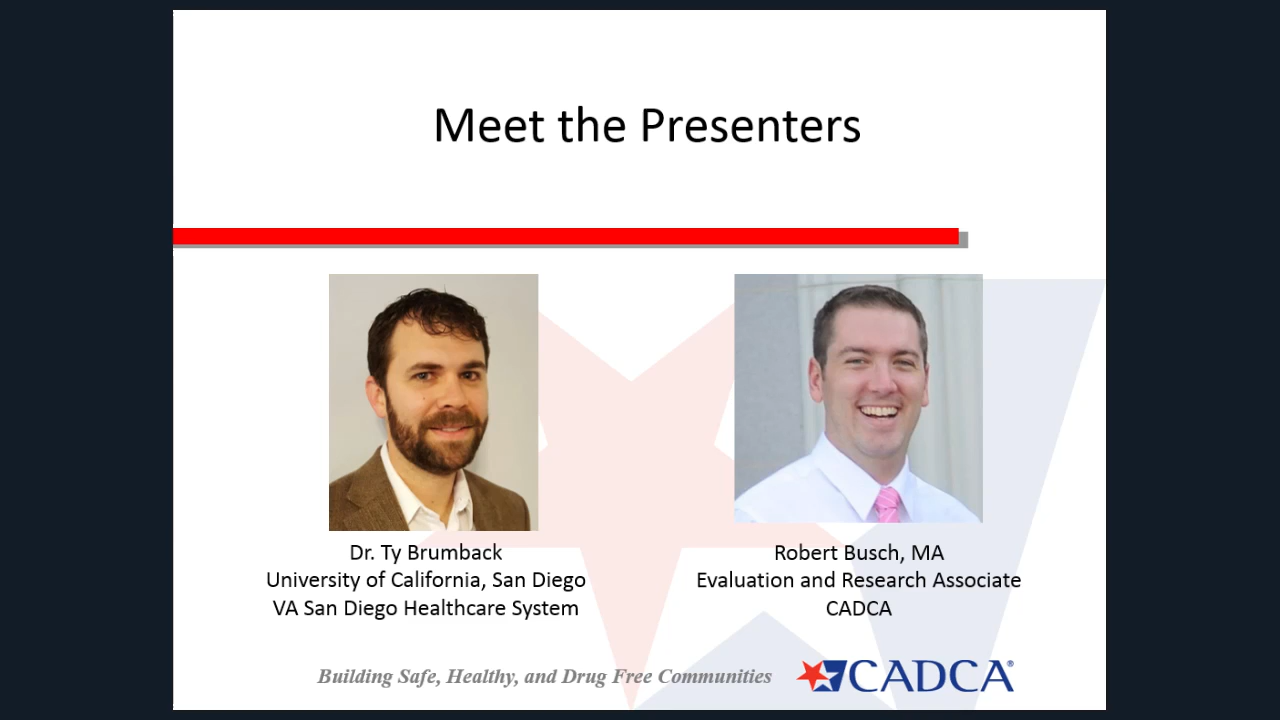 Meet the Presenters
Dr. Ty Brumback
University of California, San Diego
VA San Diego Healthcare System
Robert Busch, MA
Evaluation and Research Associate
CADCA
Building Safe, Healthy, and Drug Free Communities
CADCA®